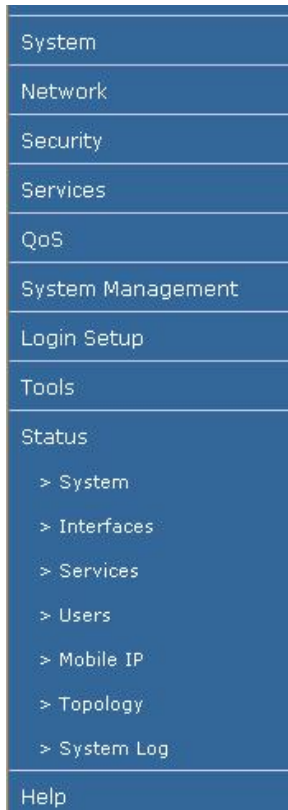 System
Network
Security
Services
QoS
System Management
Login Setup
Tools
Status
> System
> Interfaces
> Services
> Users
> Mobile IP
> Topology
> System Log
Help